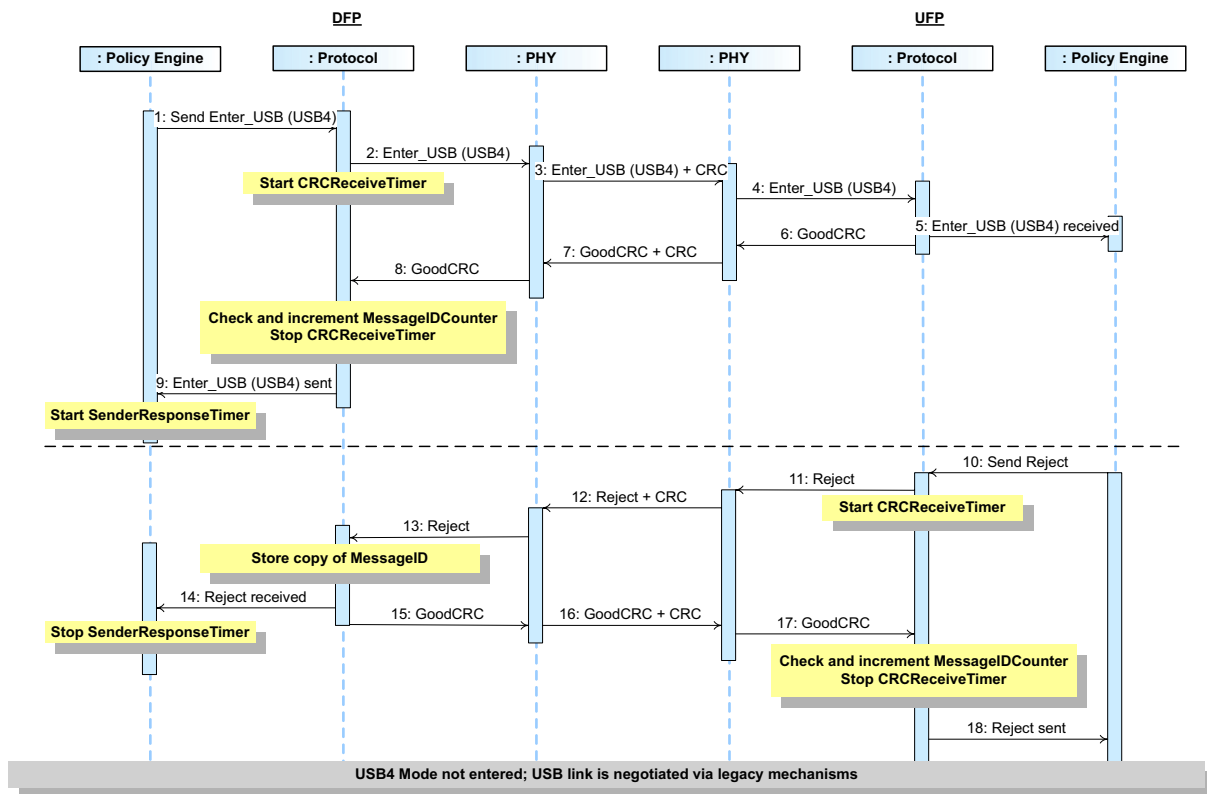 DFP
UFP
: Policy Engine
: Protocol
: PHY
: PHY
: Protocol
: Policy Engine
1: Send Enter_USB (USB4)
2: Enter_USB (USB4)
Start CRCReceiveTimer
3: Enter_USB (USB4) + CRC
4: Enter_USB (USB4)
5: Enter_USB (USB4) received
6: GoodCRC
7: GoodCRC + CRC
8: GoodCRC
Check and increment MessageIDCounter
Stop CRCReceiveTimer
9: Enter_USB (USB4) sent
Start SenderResponseTimer
10: Send Reject
11: Reject
Start CRCReceiveTimer
12: Reject + CRC
13: Reject
Store copy of MessageID
14: Reject received
Stop SenderResponseTimer
15: GoodCRC
16: GoodCRC + CRC
17: GoodCRC
Check and increment MessageIDCounter
Stop CRCReceiveTimer
18: Reject sent
USB4 Mode not entered; USB link is negotiated via legacy mechanisms